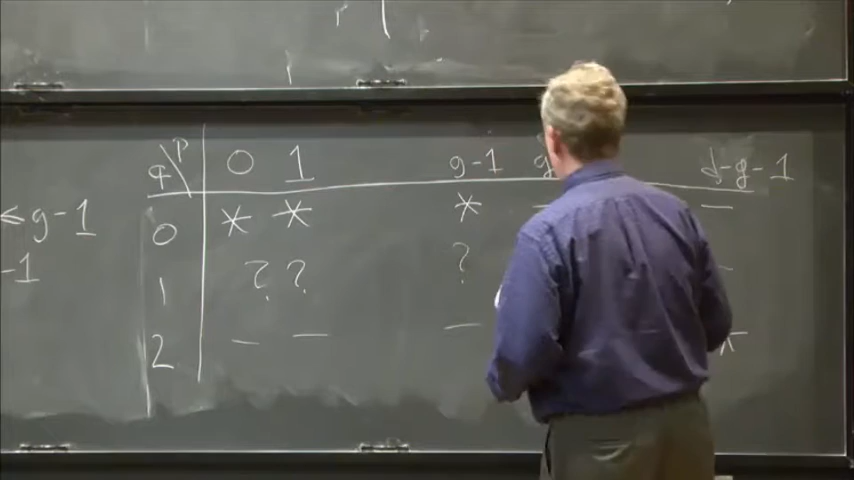 q\p 0 1 g-1 g d-g-1
≤g-1 0 * * * -
-1 1 ? ? ? -
2 - - - *